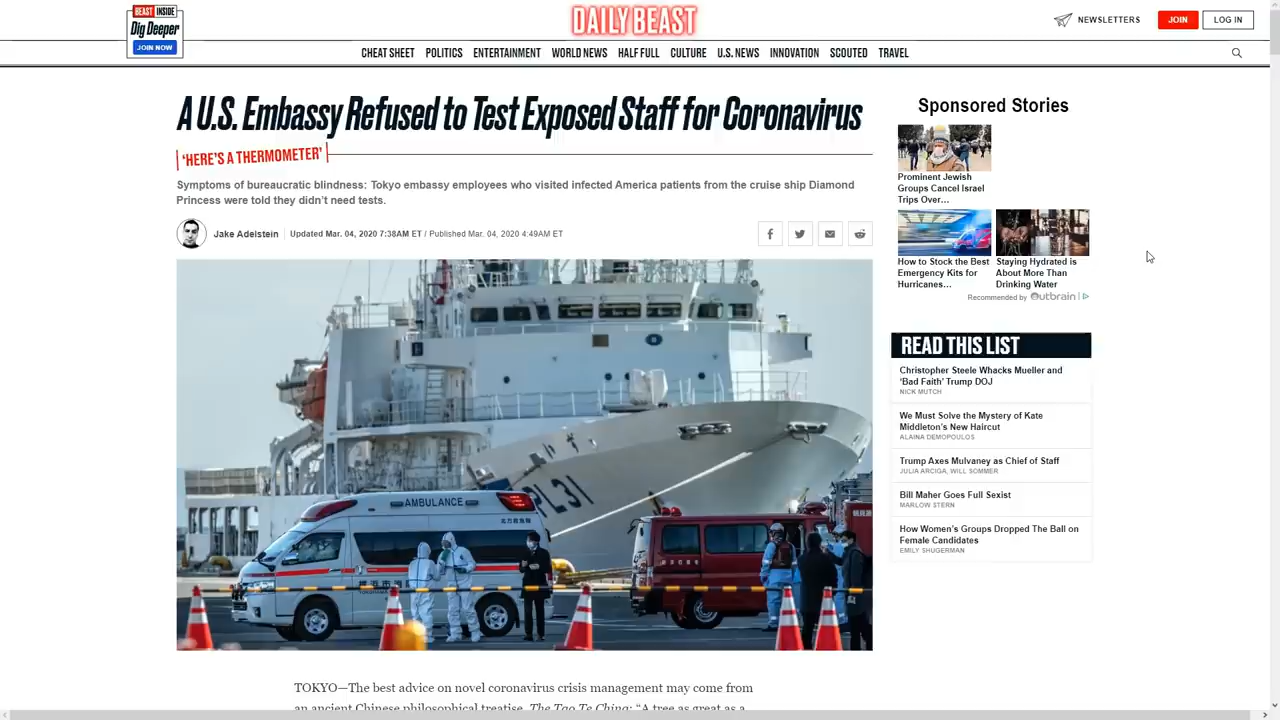 BEAST INSIDE
Dig Deeper
JOIN NOW
DAILY BEAST
NEWSLETTERS
JOIN
LOG IN
CHEAT SHEET POLITICS ENTERTAINMENT WORLD NEWS HALF FULL CULTURE U.S. NEWS INNOVATION SCOUTED TRAVEL
A U.S. Embassy Refused to Test Exposed Staff for Coronavirus
'HERE'S A THERMOMETER'
Symptoms of bureaucratic blindness: Tokyo embassy employees who visited infected America patients from the cruise ship Diamond
Princess were told they didn't need tests.
Jake Adelstein
Updated Mar. 04, 2020 7:38AM ET / Published Mar. 04, 2020 4:49AM ET
AMBULANCE
PL31
TOKYO—The best advice on novel coronavirus crisis management may come from
an ancient Chinese philosophical treatise, The Tao Te Ching: "A tree as great as a
Sponsored Stories
Prominent Jewish
Groups Cancel Israel
Trips Over...
How to Stock the Best
Emergency Kits for
Hurricanes...
Staying Hydrated is
About More Than
Drinking Water
Recommended by Outbrain
READ THIS LIST
Christopher Steele Whacks Mueller and
'Bad Faith' Trump DOJ
NICK MUTCH
We Must Solve the Mystery of Kate
Middleton's New Haircut
ALAINA DEMOPOULOS
Trump Axes Mulvaney as Chief of Staff
JULIA ARCIGA, WILL SOMMER
Bill Maher Goes Full Sexist
MARLOW STERN
How Women's Groups Dropped The Ball on
Female Candidates
EMILY SHUGERMAN